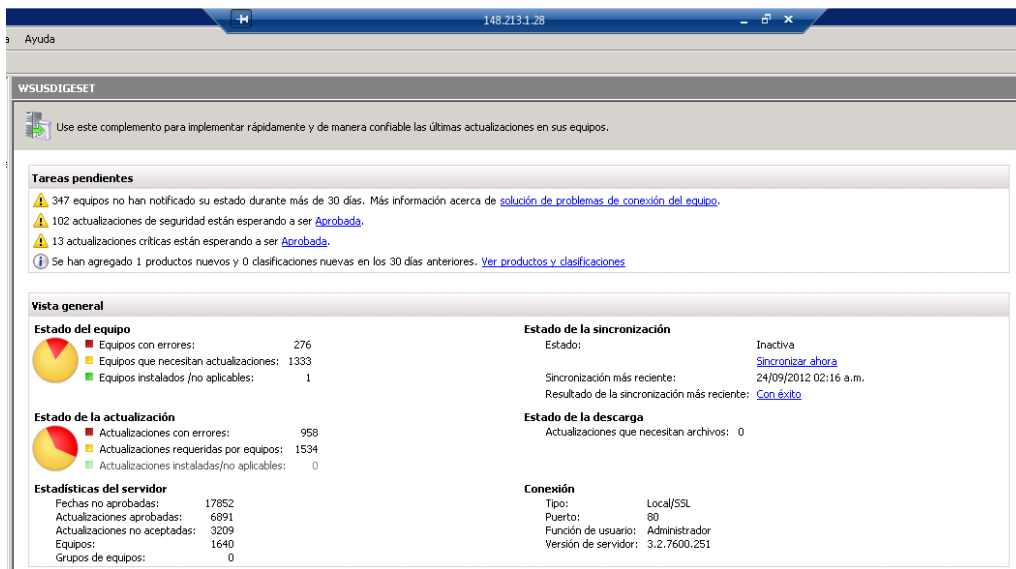 148.213.1.28
a Ayuda
WSUSDIGESET
Use este complemento para implementar rápidamente y de manera confiable las últimas actualizaciones en sus equipos.
Tareas pendientes
347 equipos no han notificado su estado durante más de 30 días. Más información acerca de solución de problemas de conexión del equipo.
102 actualizaciones de seguridad están esperando a ser Aprobada.
13 actualizaciones críticas están esperando a ser Aprobada.
Se han agregado 1 productos nuevos y 0 clasificaciones nuevas en los 30 días anteriores. Ver productos y clasificaciones
Vista general
Estado del equipo
Equipos con errores: 276
Equipos que necesitan actualizaciones: 1333
Equipos instalados /no aplicables: 1
Estado de la sincronización
Estado: Inactiva
Sincronizar ahora
Sincronización más reciente: 24/09/2012 02:16 a.m.
Resultado de la sincronización más reciente: Con éxito
Estado de la actualización
Actualizaciones con errores: 958
Actualizaciones requeridas por equipos: 1534
Actualizaciones instaladas/no aplicables: 0
Estado de la descarga
Actualizaciones que necesitan archivos: 0
Estadísticas del servidor
Fechas no aprobadas: 17852
Actualizaciones aprobadas: 6891
Actualizaciones no aceptadas: 3209
Equipos: 1640
Grupos de equipos: 0
Conexión
Tipo: Local/SSL
Puerto: 80
Función de usuario: Administrador
Versión de servidor: 3.2.7600.251